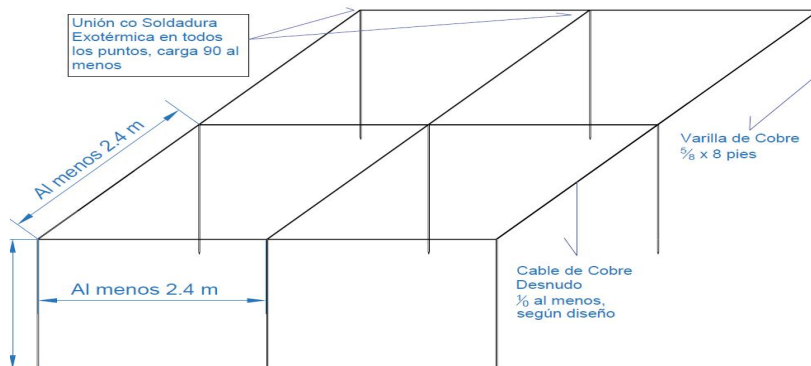 Unión co Soldadura
Exotérmica en todos
los puntos, carga 90 al
menos
Al menos 2.4 m
Varilla de Cobre
⅝ x 8 pies
Al menos 2.4 m
Cable de Cobre
Desnudo
1/0 al menos,
según diseño